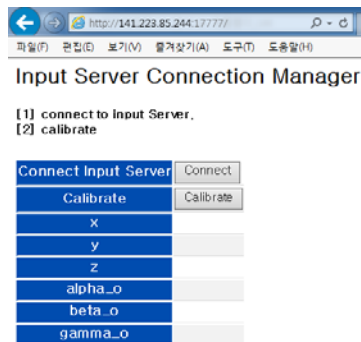 http://141.223.85.244:17777/
파일(F) 편집(E) 보기(V) 즐겨찾기(A) 도구(T) 도움말(H)
Input Server Connection Manager
[1] connect to Input Server,
[2] calibrate
Connect Input Server Connect
Calibrate Calibrate
x
y
z
alpha_o
beta_o
gamma_o